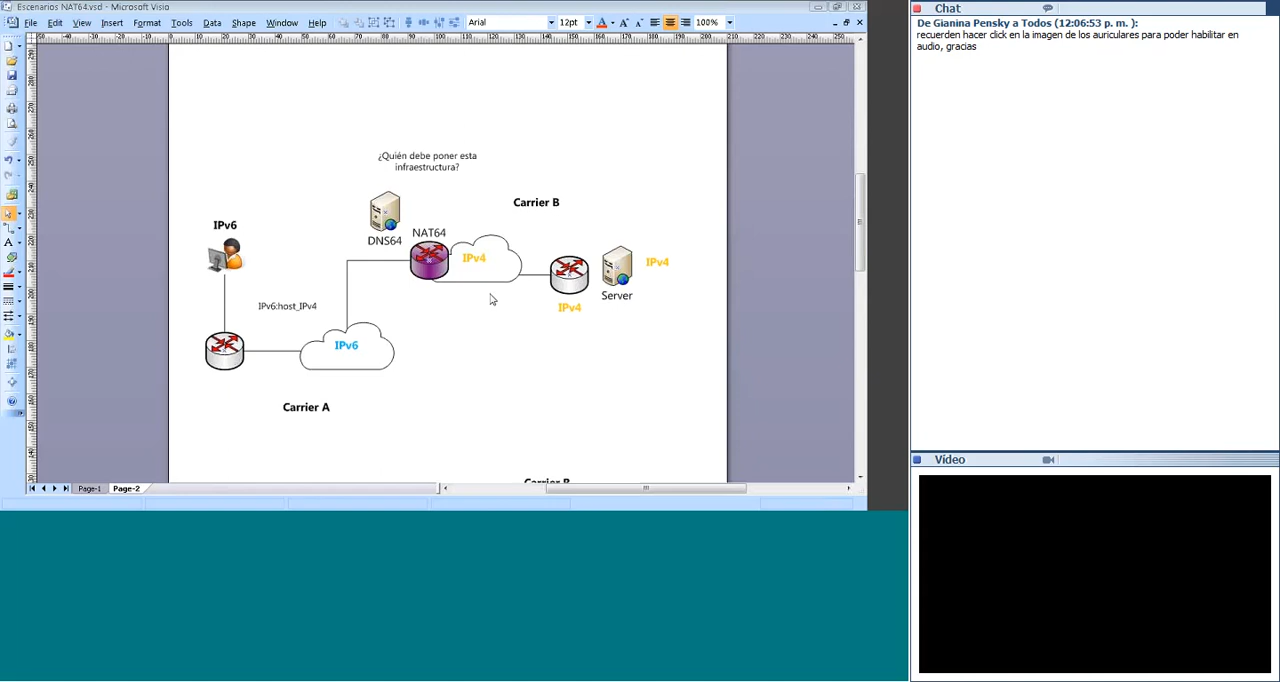 Escenarios NAT64.vsd - Microsoft Visio
File Edit View Insert Format Tools Data Shape Window Help
Arial 12pt 100%
¿Quién debe poner esta
infraestructura?
Carrier B
IPv6
DNS64
NAT64
IPv4
IPv4
Server
IPv4
IPv6:host_IPv4
IPv6
Carrier A
Carrier B
Page-1 Page-2
Chat
De Gianina Pensky a Todos (12:06:53 p. m. ):
recuerden hacer click en la imagen de los auriculares para poder habilitar en
audio, gracias
Vídeo